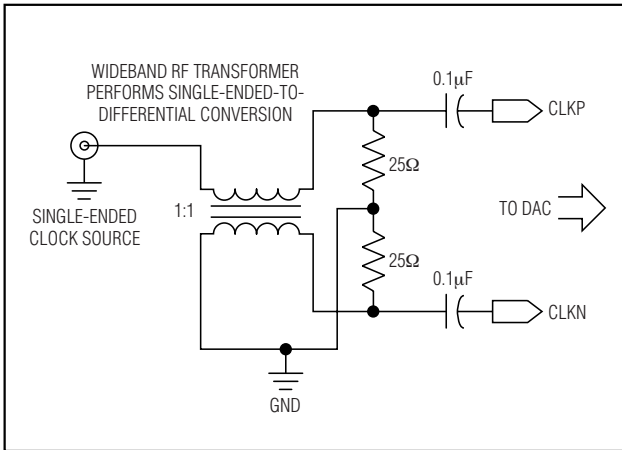 WIDEBAND RF TRANSFORMER
PERFORMS SINGLE-ENDED-TO-
DIFFERENTIAL CONVERSION
0.1μF
CLKP
25Ω
SINGLE-ENDED
CLOCK SOURCE
1:1
TO DAC
25Ω
0.1μF
CLKN
GND